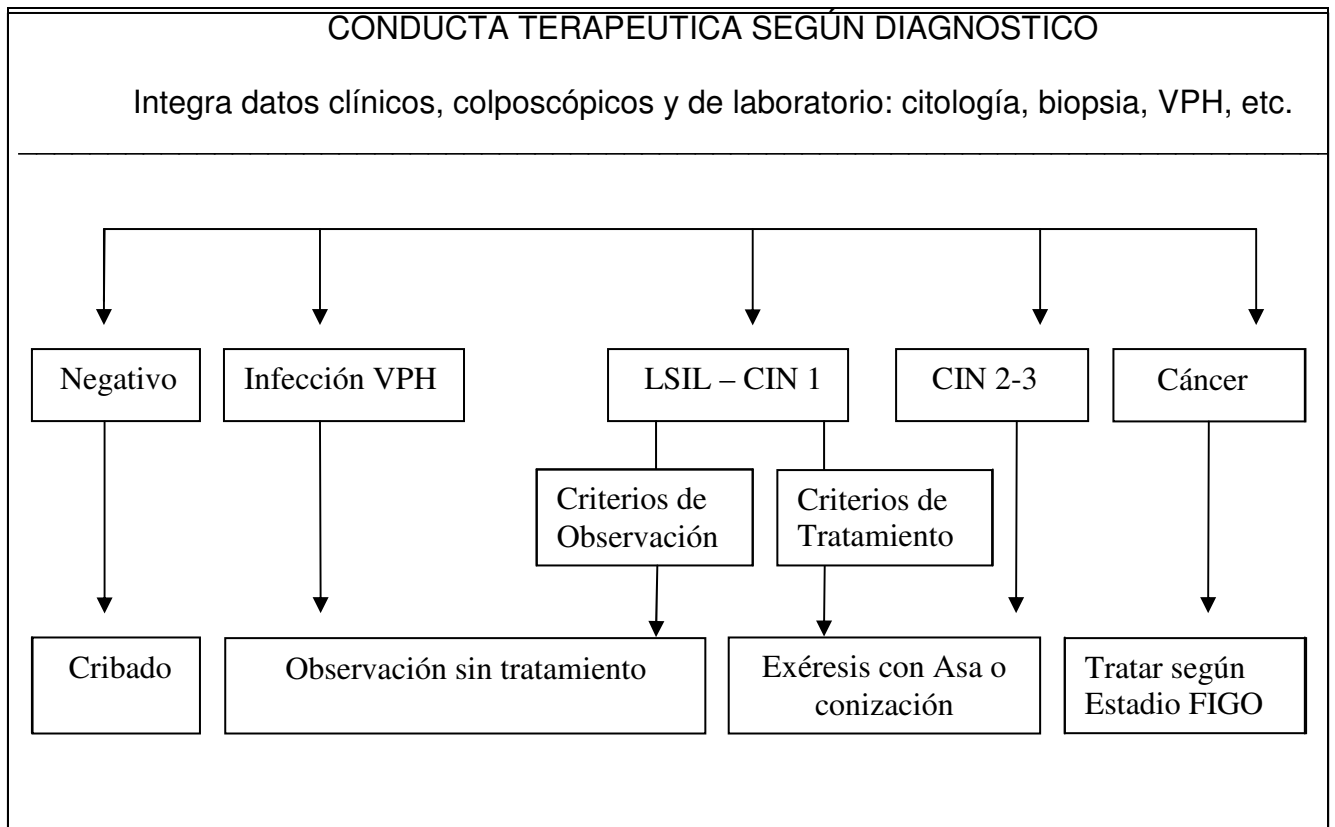 CONDUCTA TERAPEUTICA SEGÚN DIAGNOSTICO
Integra datos clínicos, colposcópicos y de laboratorio: citología, biopsia, VPH, etc.
Negativo
Infección VPH
LSIL – CIN 1
CIN 2-3
Cáncer
Criterios de
Observación
Criterios de
Tratamiento
Cribado
Observación sin tratamiento
Exéresis con Asa o
conización
Tratar según
Estadio FIGO